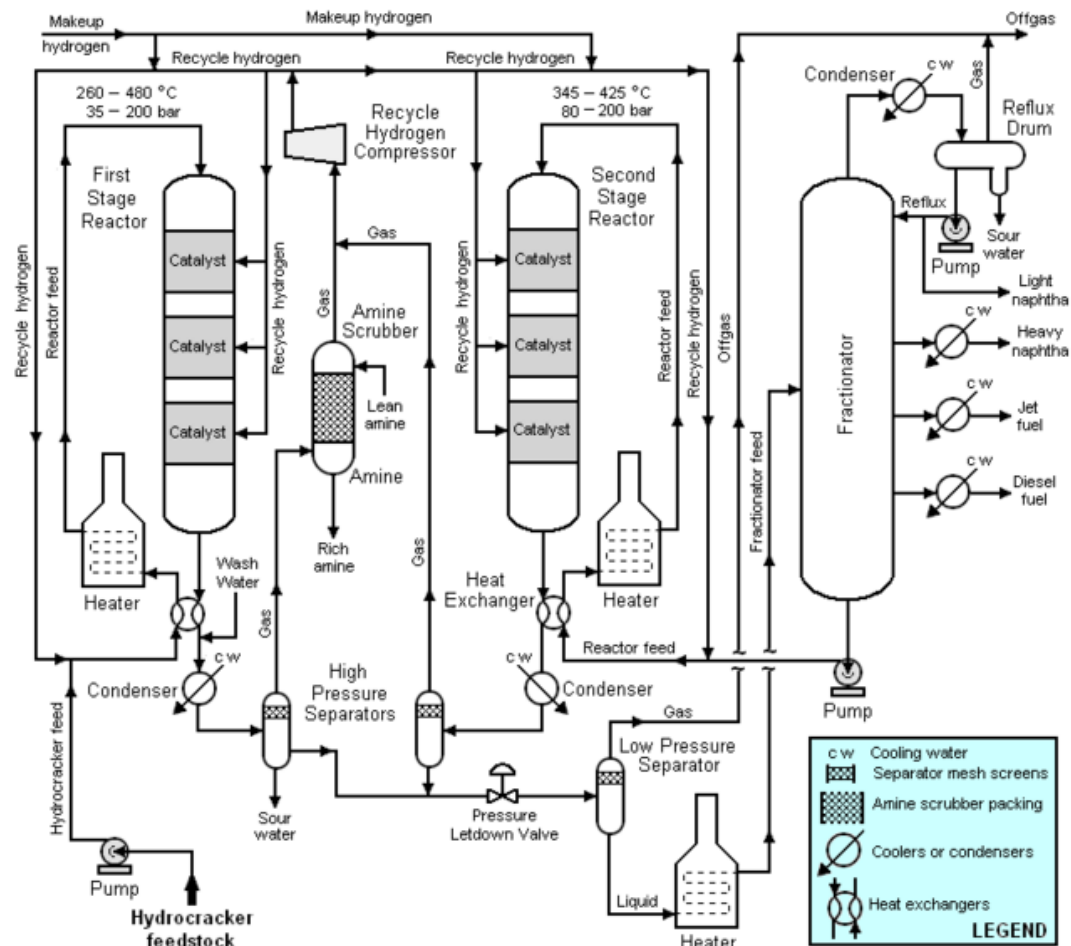 Makeup
hydrogen
Makeup hydrogen
Offgas
Recycle hydrogen
Recycle hydrogen
260 – 480 °C
35 – 200 bar
345 – 425 °C
80 – 200 bar
Condenser
c w
Gas
Reflux
Drum
Recycle
Hydrogen
Compressor
First
Stage
Reactor
Second
Stage
Reactor
Reflux
Pump
Sour
water
Light
naphtha
c w
Heavy
naphtha
c w
Jet
fuel
c w
Diesel
fuel
Fractionator
Recycle hydrogen
Reactor feed
Catalyst
Catalyst
Catalyst
Recycle hydrogen
Gas
Gas
Amine
Scrubber
Lean
amine
Amine
Rich
amine
Recycle hydrogen
Catalyst
Catalyst
Catalyst
Reactor feed
Recycle hydrogen
Offgas
Fractionator feed
Gas
Gas
Heater
Wash
Water
Heat
Exchanger
Heater
Reactor feed
Pump
Condenser
c w
High
Pressure
Separators
c w
Condenser
Gas
Low Pressure
Separator
Hydrocracker feed
Sour
water
Pressure
Letdown Valve
Pump
Hydrocracker
feedstock
Liquid
Heater
c w Cooling water
Separator mesh screens
Amine scrubber packing
Coolers or condensers
Heat exchangers
LEGEND